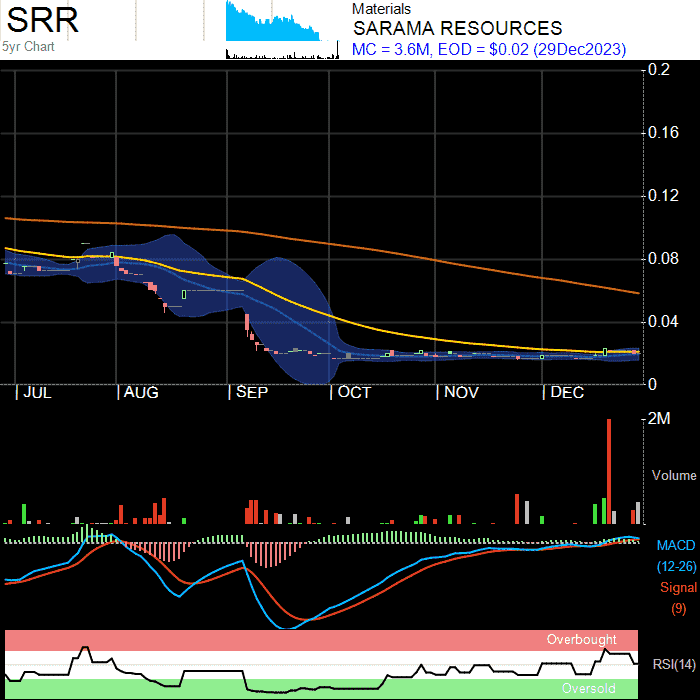 SRR
5yr Chart
Materials
SARAMA RESOURCES
MC = 3.6M, EOD = $0.02 (29Dec2023)
0.2
0.16
0.12
0.08
0.04
0
JUL AUG SEP OCT NOV DEC
2M
Volume
MACD
(12-26)
Signal
(9)
Overbought
RSI(14)
Oversold